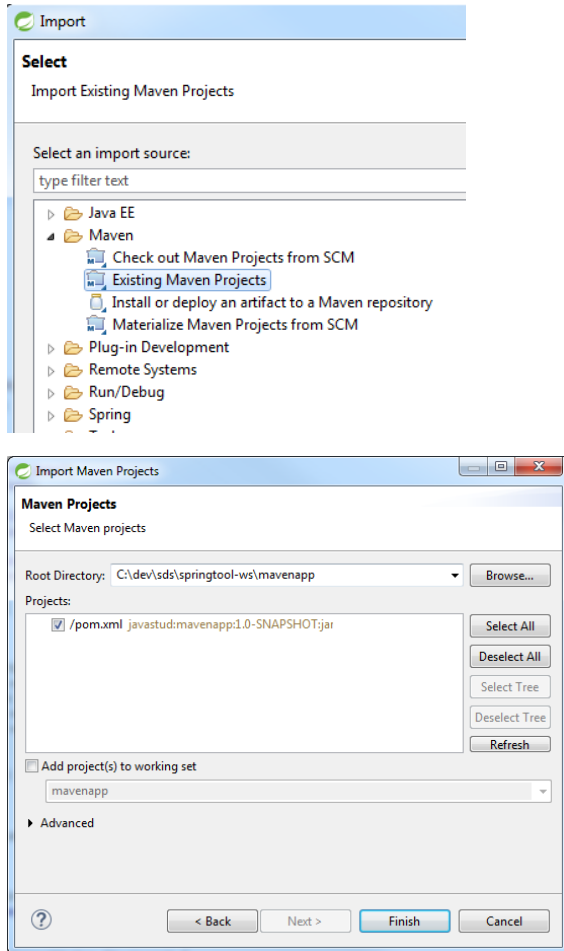 Import
Select
Import Existing Maven Projects
Select an import source:
type filter text
Java EE
Maven
Check out Maven Projects from SCM
Existing Maven Projects
Install or deploy an artifact to a Maven repository
Materialize Maven Projects from SCM
Plug-in Development
Remote Systems
Run/Debug
Spring
Import Maven Projects
Maven Projects
Select Maven projects
Root Directory: C:\dev\sds\springtool-ws\mavenapp Browse...
Projects:
/pom.xml javastud:mavenapp:1.0-SNAPSHOT:jar
Select All
Deselect All
Select Tree
Deselect Tree
Refresh
Add project(s) to working set
mavenapp
Advanced
? < Back Next > Finish Cancel